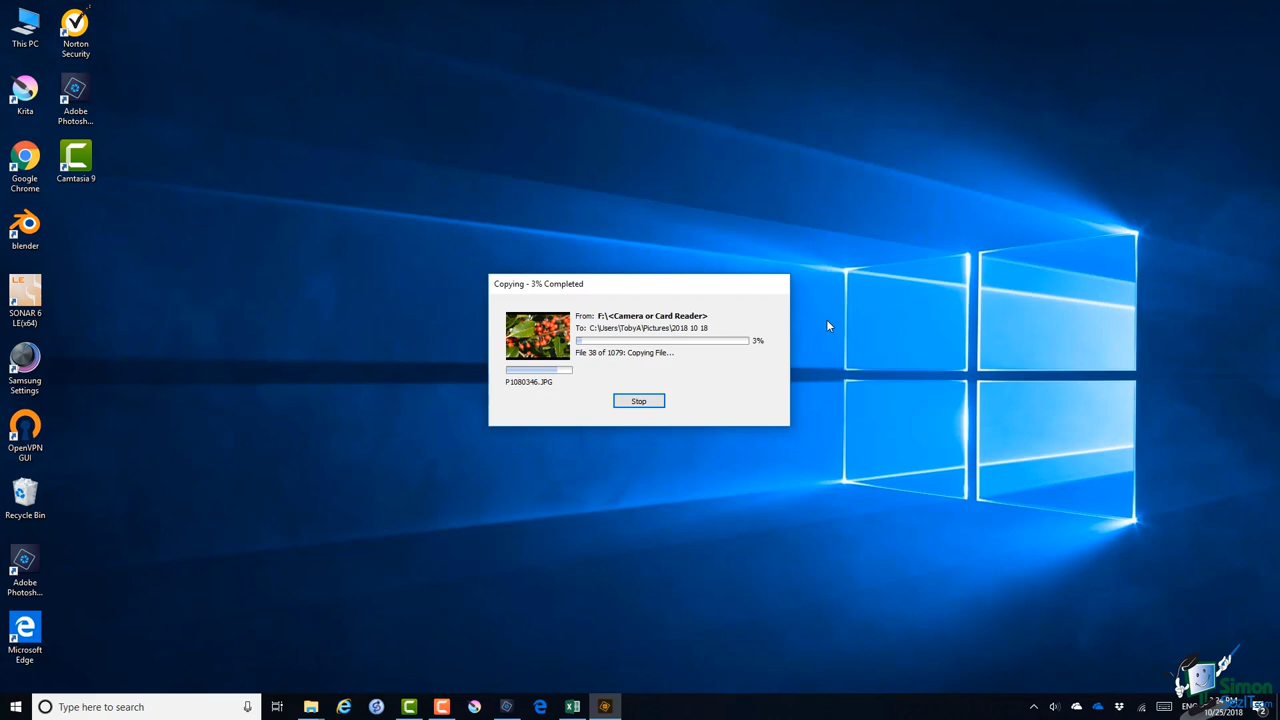 This PC
Norton
Security
Krita
Adobe
Photosh...
Google
Chrome
Camtasia 9
blender
LE
SONAR 6
LE(x64)
Samsung
Settings
OpenVPN
GUI
Recycle Bin
Adobe
Photosh...
Microsoft
Edge
Copying - 3% Completed
From: F:\<Camera or Card Reader>
To: C:\Users\TobyA\Pictures\2018 10 18
3%
File 38 of 1079: Copying File...
P1080346.JPG
Stop
Type here to search
ENG
10/25/2018
2
Simon